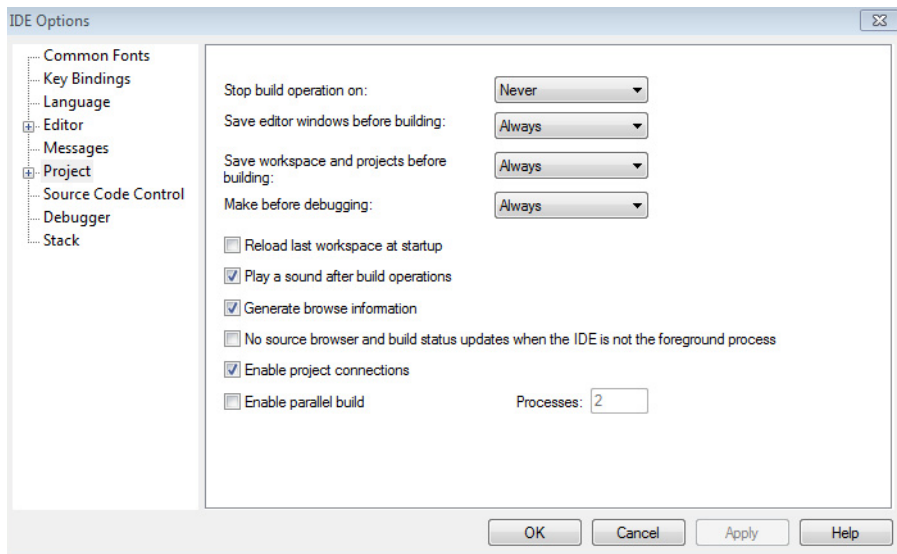 IDE Options
Common Fonts
Key Bindings
Language
Editor
Messages
Project
Source Code Control
Debugger
Stack
Stop build operation on: Never
Save editor windows before building: Always
Save workspace and projects before
building: Always
Make before debugging: Always
Reload last workspace at startup
Play a sound after build operations
Generate browse information
No source browser and build status updates when the IDE is not the foreground process
Enable project connections
Enable parallel build Processes: 2
OK Cancel Apply Help